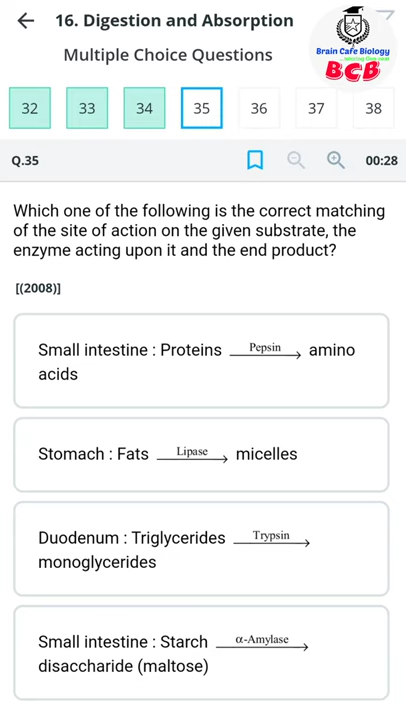 ← 16. Digestion and Absorption
Multiple Choice Questions
Brain Cafe Biology
BCB
32 33 34 35 36 37 38
Q.35 00:28
Which one of the following is the correct matching
of the site of action on the given substrate, the
enzyme acting upon it and the end product?
[(2008)]
Small intestine : Proteins Pepsin → amino
acids
Stomach : Fats Lipase → micelles
Duodenum : Triglycerides Trypsin →
monoglycerides
Small intestine : Starch α-Amylase →
disaccharide (maltose)